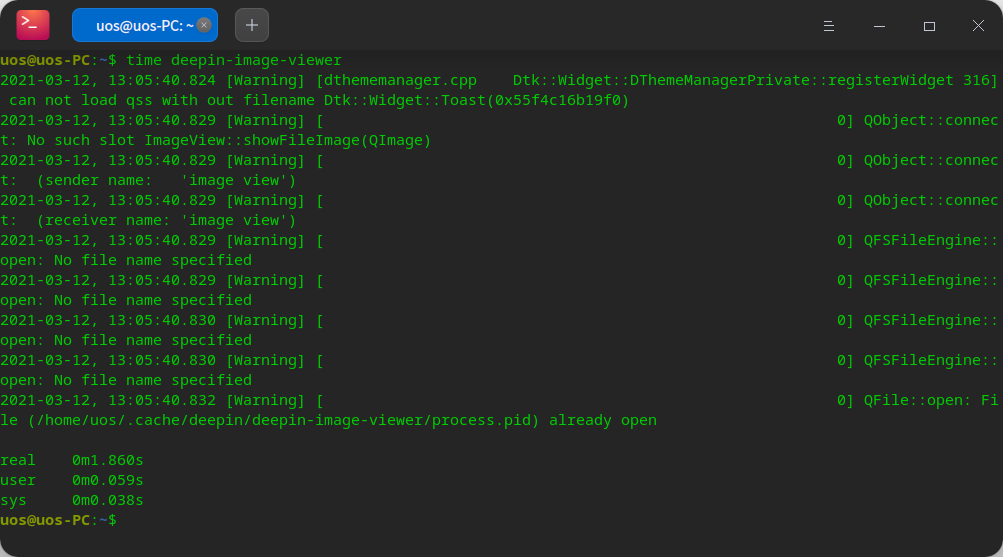 >_ uos@uos-PC: ~ × +
uos@uos-PC:~$ time deepin-image-viewer
2021-03-12, 13:05:40.824 [Warning] [dthememanager.cpp    Dtk::Widget::DThemeManagerPrivate::registerWidget 316]
 can not load qss with out filename Dtk::Widget::Toast(0x55f4c16b19f0)
2021-03-12, 13:05:40.829 [Warning] [                                                         0] QObject::connec
t: No such slot ImageView::showFileImage(QImage)
2021-03-12, 13:05:40.829 [Warning] [                                                         0] QObject::connec
t:  (sender name:   'image view')
2021-03-12, 13:05:40.829 [Warning] [                                                         0] QObject::connec
t:  (receiver name: 'image view')
2021-03-12, 13:05:40.829 [Warning] [                                                         0] QFSFileEngine::
open: No file name specified
2021-03-12, 13:05:40.829 [Warning] [                                                         0] QFSFileEngine::
open: No file name specified
2021-03-12, 13:05:40.830 [Warning] [                                                         0] QFSFileEngine::
open: No file name specified
2021-03-12, 13:05:40.830 [Warning] [                                                         0] QFSFileEngine::
open: No file name specified
2021-03-12, 13:05:40.832 [Warning] [                                                         0] QFile::open: Fi
le (/home/uos/.cache/deepin/deepin-image-viewer/process.pid) already open
real    0m1.860s
user    0m0.059s
sys     0m0.038s
uos@uos-PC:~$